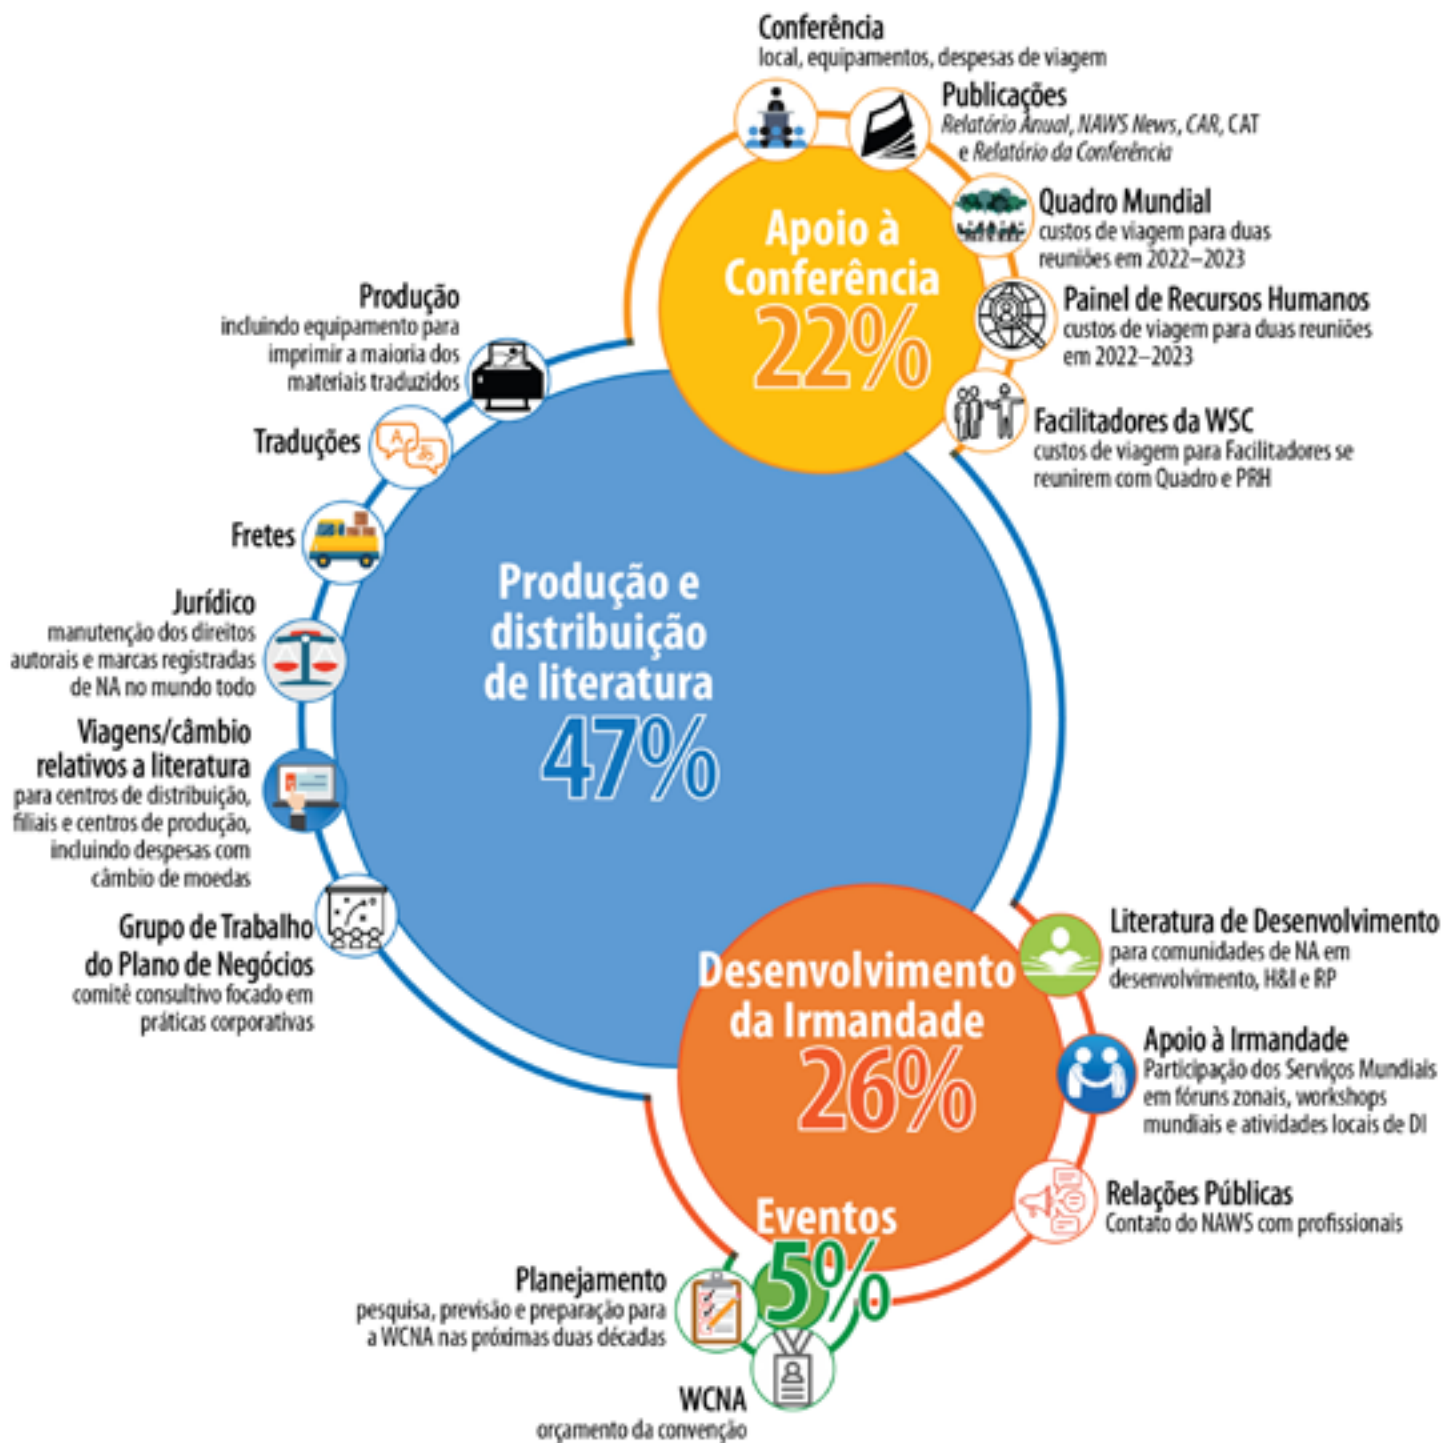 Conferência
local, equipamentos, despesas de viagem
Publicações
Relatório Anual, NAWS News, CAR, CAT
e Relatório da Conferência
Quadro Mundial
custos de viagem para duas
reuniões em 2022–2023
Painel de Recursos Humanos
custos de viagem para duas reuniões
em 2022–2023
Facilitadores da WSC
custos de viagem para Facilitadores se
reunirem com Quadro e PRH
Apoio à
Conferência
22%
Produção
incluindo equipamento para
imprimir a maioria dos
materiais traduzidos
Traduções
A
あ
Fretes
Jurídico
manutenção dos direitos
autorais e marcas registradas
de NA no mundo todo
Viagens/câmbio
relativos a literatura
para centros de distribuição,
filiais e centros de produção,
incluindo despesas com
câmbio de moedas
Grupo de Trabalho
do Plano de Negócios
comitê consultivo focado em
práticas corporativas
Produção e
distribuição
de literatura
47%
Desenvolvimento
da Irmandade
26%
Literatura de Desenvolvimento
para comunidades de NA em
desenvolvimento, H&I e RP
Apoio à Irmandade
Participação dos Serviços Mundiais
em fóruns zonais, workshops
mundiais e atividades locais de DI
Relações Públicas
Contato do NAWS com profissionais
Eventos
5%
Planejamento
pesquisa, previsão e preparação para
a WCNA nas próximas duas décadas
WCNA
orçamento da convenção